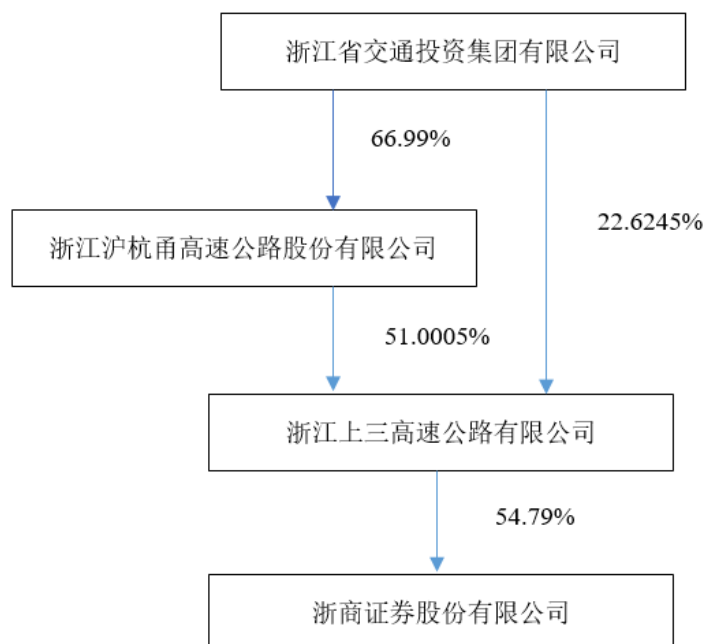 浙江省交通投资集团有限公司
66.99%
22.6245%
浙江沪杭甬高速公路股份有限公司
51.0005%
浙江上三高速公路有限公司
54.79%
浙商证券股份有限公司